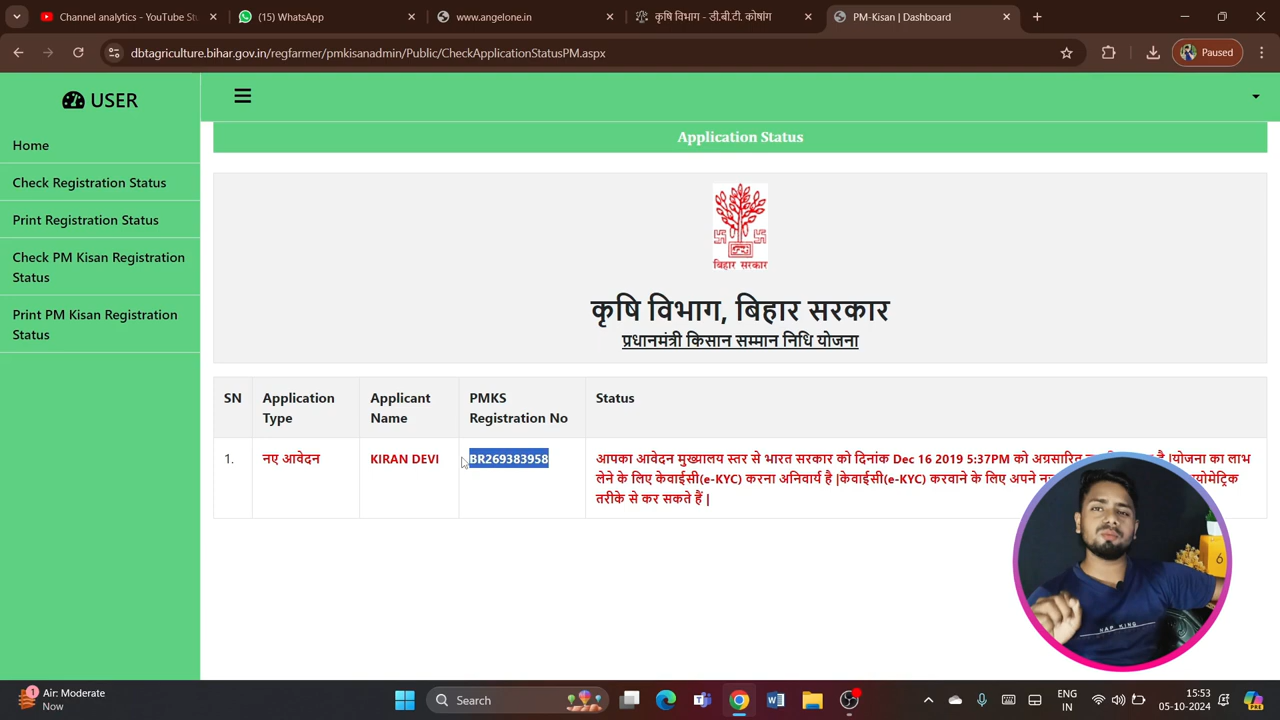 Channel analytics - YouTube St
(15) WhatsApp
www.angelone.in
कृषि विभाग - डी.बी.टी. कोषांग
PM-Kisan | Dashboard
dbtagriculture.bihar.gov.in/regfarmer/pmkisanadmin/Public/CheckApplicationStatusPM.aspx
Paused
USER
Home
Check Registration Status
Print Registration Status
Check PM Kisan Registration
Status
Print PM Kisan Registration
Status
Application Status
बिहार सरकार
कृषि विभाग, बिहार सरकार
प्रधानमंत्री किसान सम्मान निधि योजना
SN Application Type Applicant Name PMKS Registration No Status
1. नए आवेदन KIRAN DEVI BR269383958 आपका आवेदन मुख्यालय स्तर से भारत सरकार को दिनांक Dec 16 2019 5:37PM को अग्रसारित है |योजना का लाभ
लेने के लिए केवाईसी(e-KYC) करना अनिवार्य है |केवाईसी(e-KYC) करवाने के लिए अपने
तरीके से कर सकते हैं |
KING
6
1
Air: Moderate
Now
Search
ENG
IN
15:53
05-10-2024